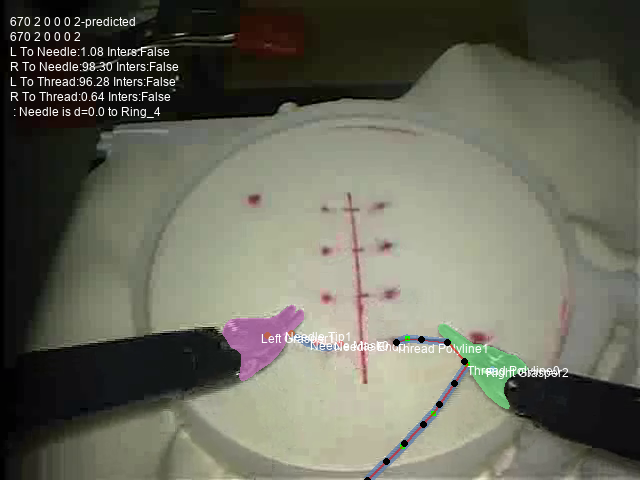 670 2 0 0 0 2-predicted
670 2 0 0 0 2
L To Needle:1.08 Inters:False
R To Needle:98.30 Inters:False
L To Thread:96.28 Inters:False
R To Thread:0.64 Inters:False
: Needle is d=0.0 to Ring_4
Needle Tip1
Thread Polyline1